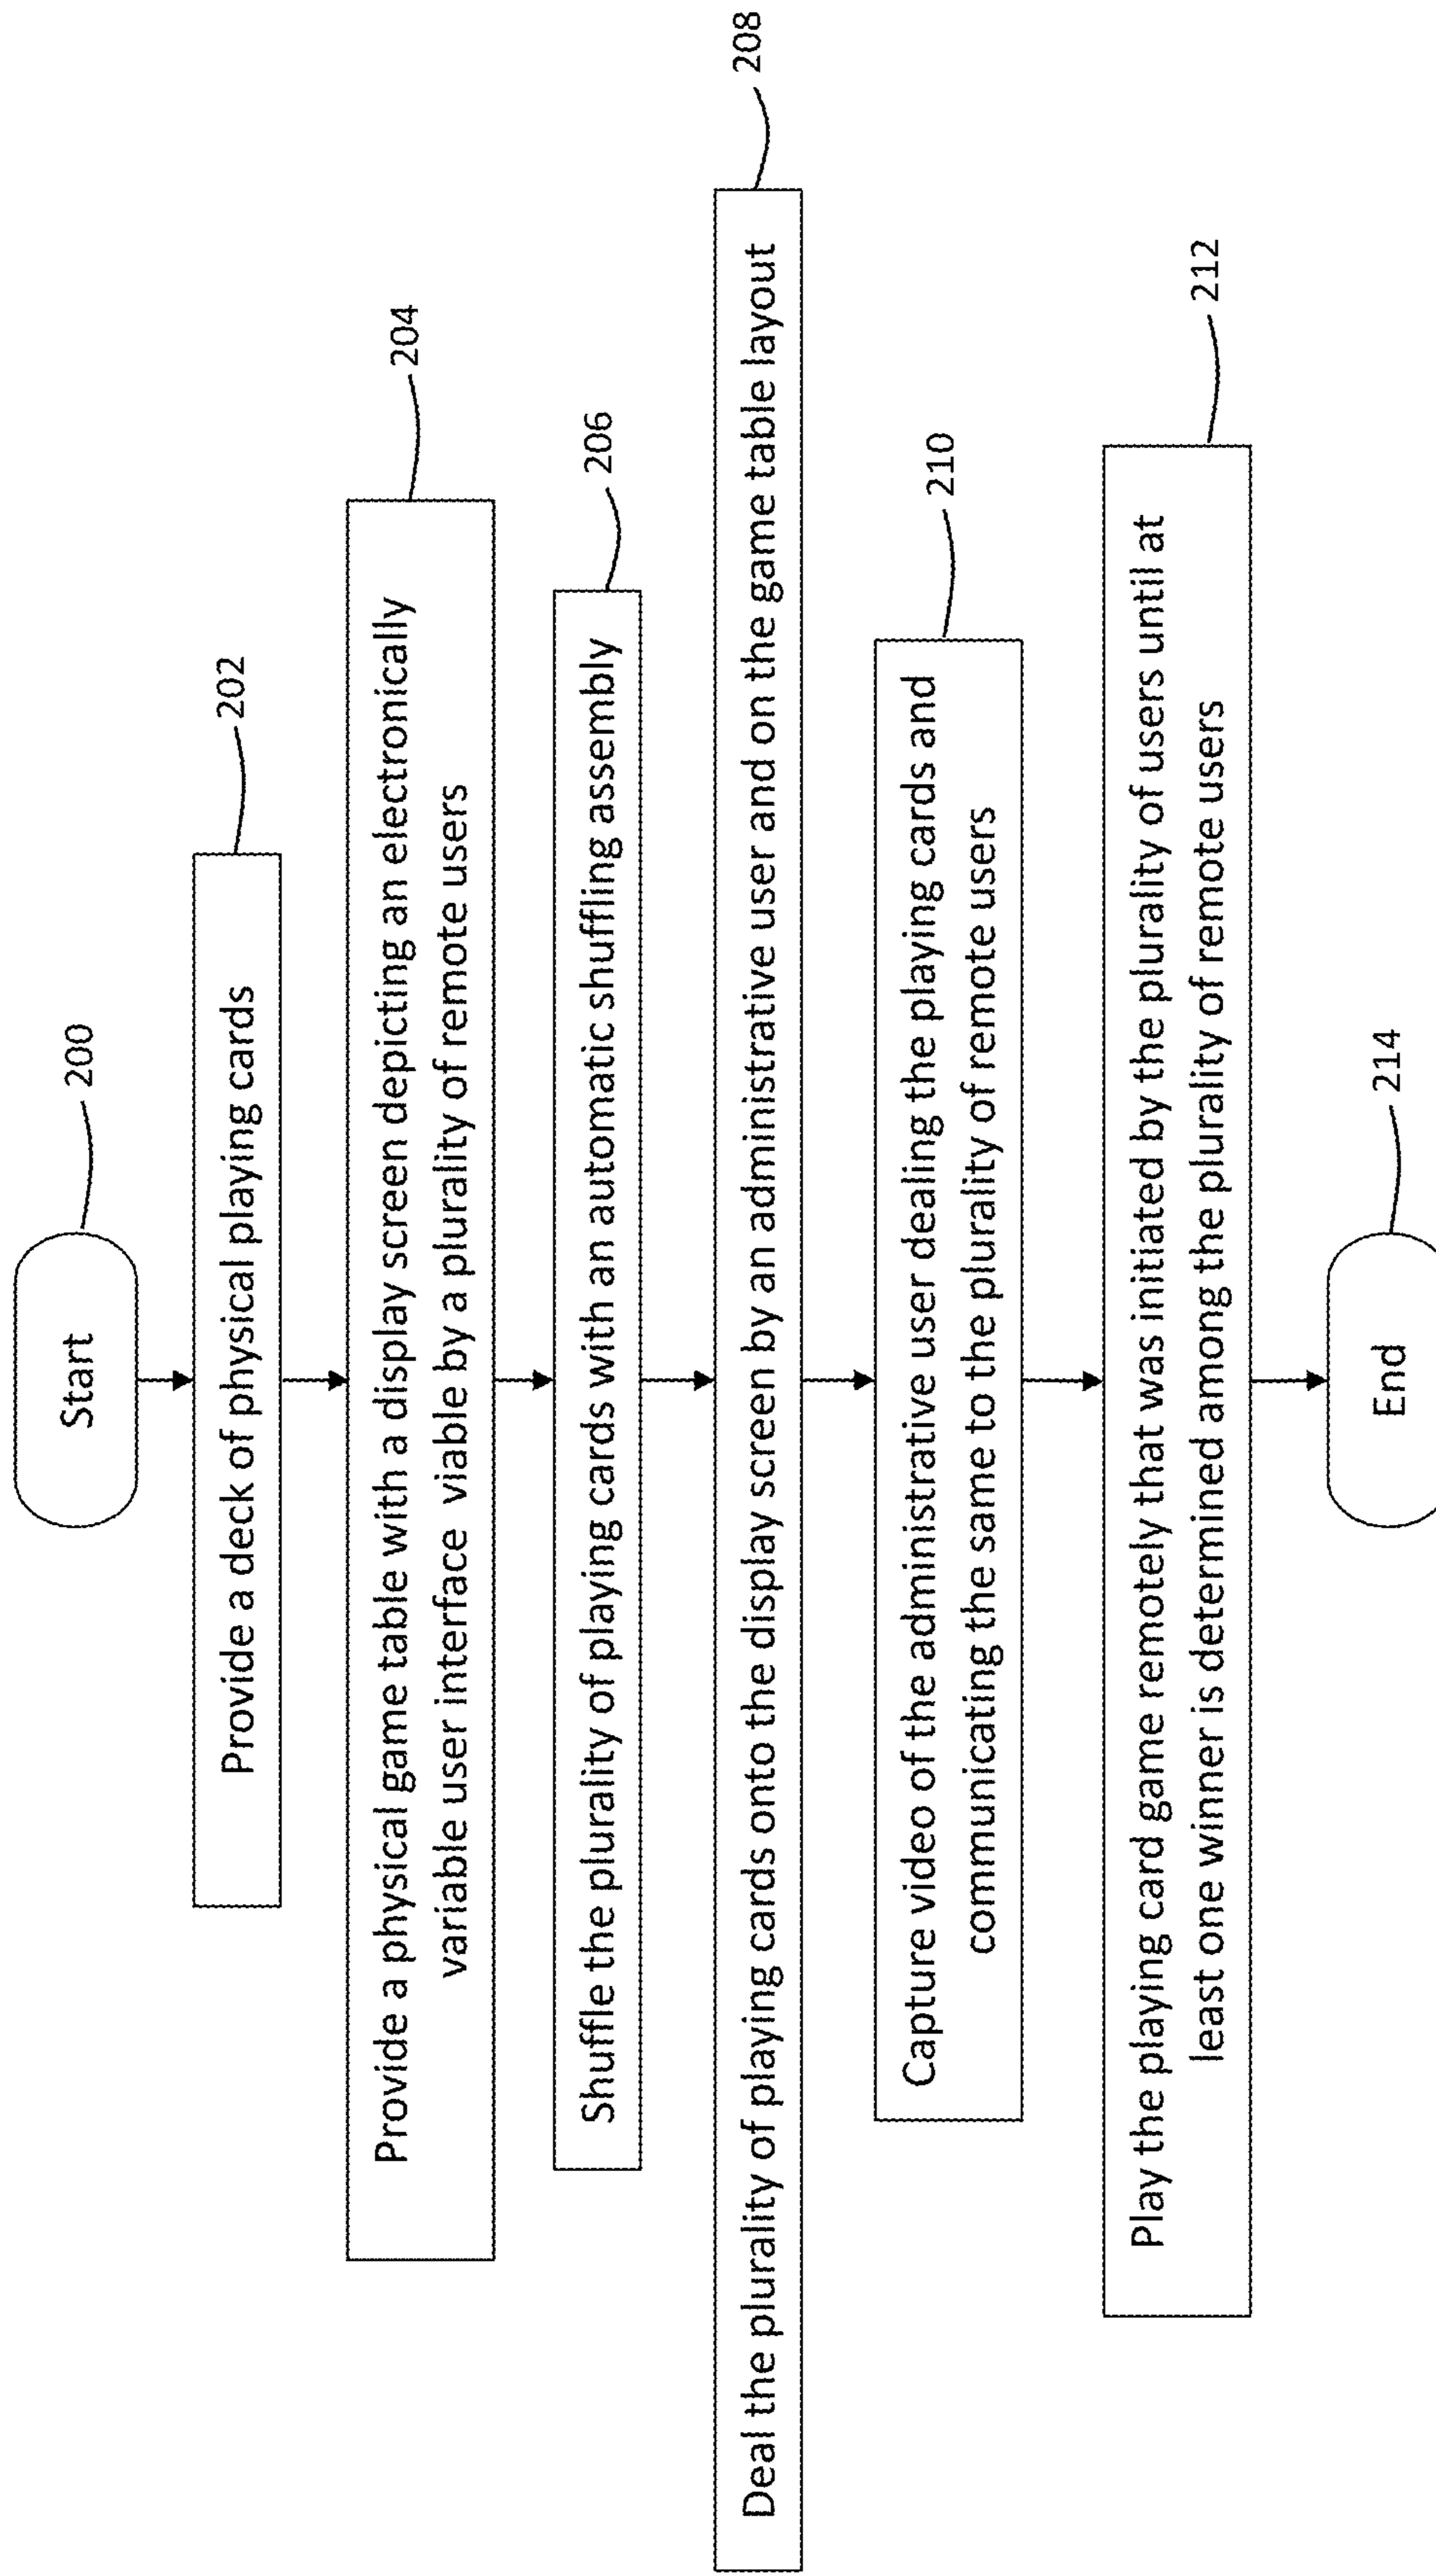 Start
200
Provide a deck of physical playing cards
202
Provide a physical game table with a display screen depicting an electronically
variable user interface viable by a plurality of remote users
204
Shuffle the plurality of playing cards with an automatic shuffling assembly
206
Deal the plurality of playing cards onto the display screen by an administrative user and on the game table layout
208
Capture video of the administrative user dealing the playing cards and
communicating the same to the plurality of remote users
210
Play the playing card game remotely that was initiated by the plurality of users until at
least one winner is determined among the plurality of remote users
212
End
214